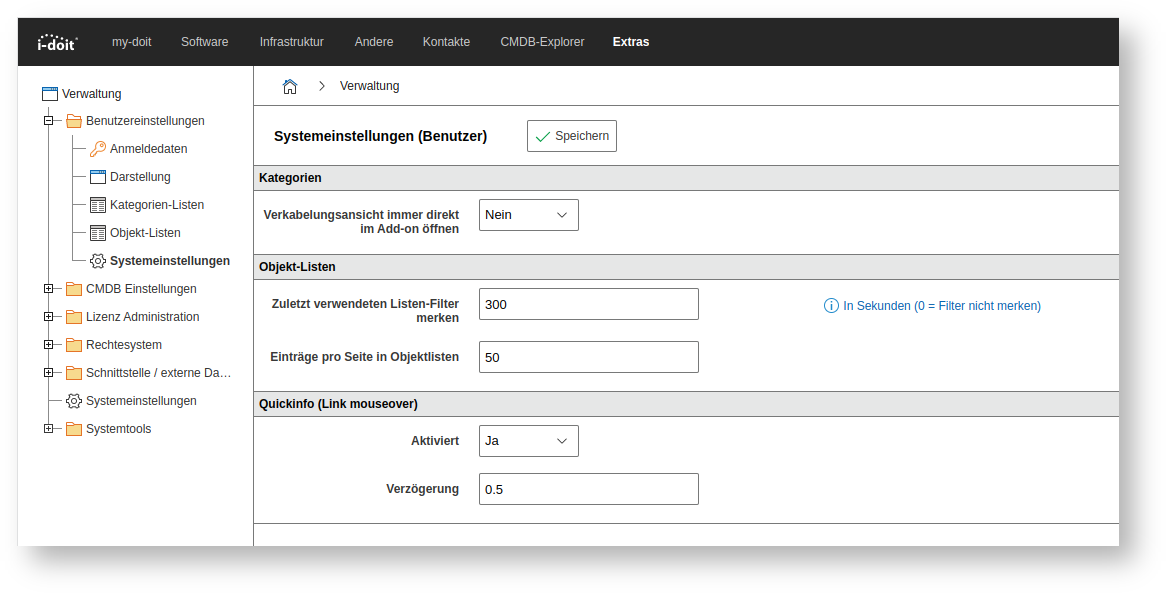 i-doit my-doit Software Infrastruktur Andere Kontakte CMDB-Explorer Extras
Verwaltung
Benutzereinstellungen
Anmeldedaten
Darstellung
Kategorien-Listen
Objekt-Listen
Systemeinstellungen
CMDB Einstellungen
Lizenz Administration
Rechtesystem
Schnittstelle / externe Da...
Systemeinstellungen
Systemtools
Verwaltung
Systemeinstellungen (Benutzer) Speichern
Kategorien
Verkabelungsansicht immer direkt
im Add-on öffnen
Nein
Objekt-Listen
Zuletzt verwendeten Listen-Filter
merken
300
In Sekunden (0 = Filter nicht merken)
Einträge pro Seite in Objektlisten 50
Quickinfo (Link mouseover)
Aktiviert Ja
Verzögerung 0.5